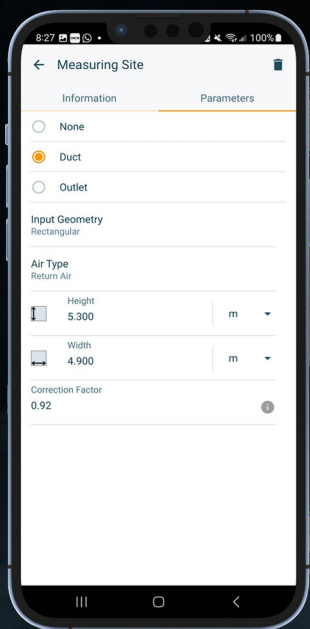 8:27
100%
Measuring Site
Information
Parameters
None
Duct
Outlet
Input Geometry
Rectangular
Air Type
Return Air
Height
5.300
m
Width
4.900
m
Correction Factor
0.92